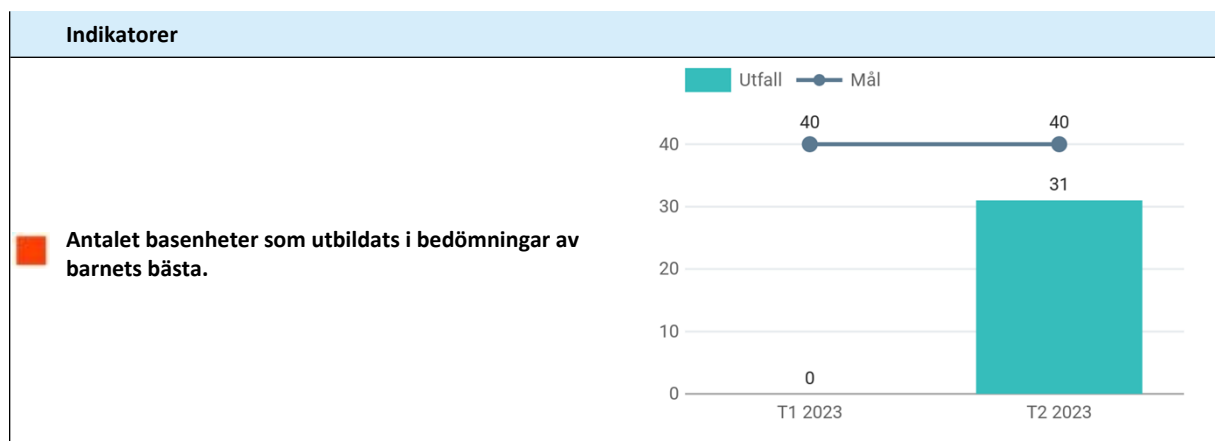 Indikatorer
Utfall Mål
40 40
40
31
30
Antalet basenheter som utbildats i bedömningar av
barnets bästa.
20
10
0
0
T1 2023 T2 2023